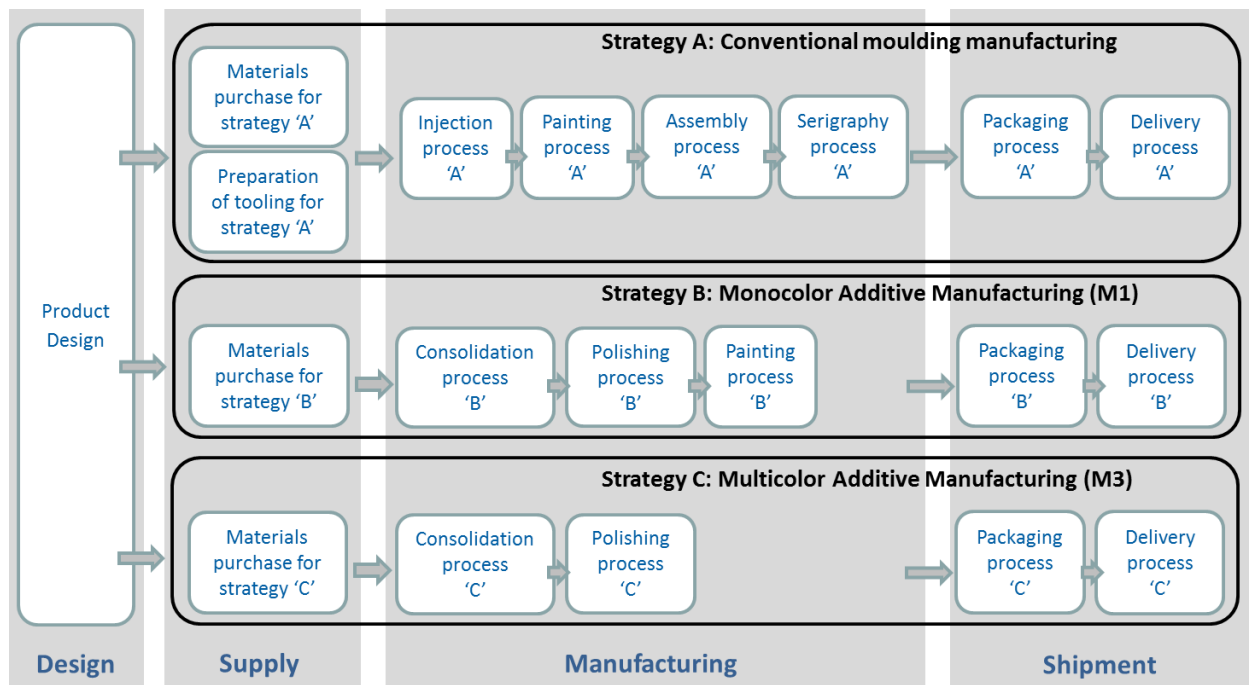 Product
Design
Strategy A: Conventional moulding manufacturing
Materials
purchase for
strategy ‘A’
Preparation
of tooling for
strategy ‘A’
Injection
process
‘A’
Painting
process
‘A’
Assembly
process
‘A’
Serigraphy
process
‘A’
Packaging
process
‘A’
Delivery
process
‘A’
Strategy B: Monocolor Additive Manufacturing (M1)
Materials
purchase for
strategy ‘B’
Consolidation
process
‘B’
Polishing
process
‘B’
Painting
process
‘B’
Packaging
process
‘B’
Delivery
process
‘B’
Strategy C: Multicolor Additive Manufacturing (M3)
Materials
purchase for
strategy ‘C’
Consolidation
process
‘C’
Polishing
process
‘C’
Packaging
process
‘C’
Delivery
process
‘C’
Design
Supply
Manufacturing
Shipment